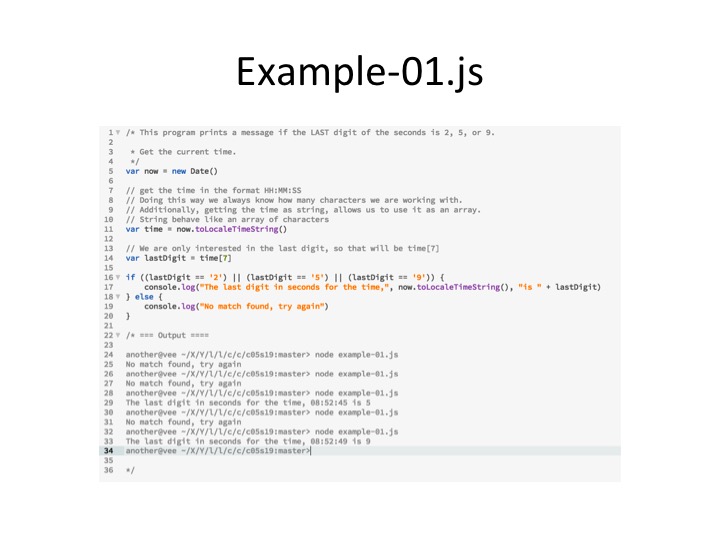 Example-01.js
1 /* This program prints a message if the LAST digit of the seconds is 2, 5, or 9.
2
3 * Get the current time.
4 */
5 var now = new Date()
6
7 // get the time in the format HH:MM:SS
8 // Doing this way we always know how many characters we are working with.
9 // Additionally, getting the time as string, allows us to use it as an array.
10 // String behave like an array of characters
11 var time = now.toLocaleTimeString()
12
13 // We are only interested in the last digit, so that will be time[7]
14 var lastDigit = time[7]
15
16 if ((lastDigit == '2') || (lastDigit == '5') || (lastDigit == '9')) {
17 console.log("The last digit in seconds for the time,", now.toLocaleTimeString(), "is " + lastDigit)
18 } else {
19 console.log("No match found, try again")
20 }
21
22 /* === Output ====
23
24 another@vee ~/X/Y/l/l/c/c/c05s19:master> node example-01.js
25 No match found, try again
26 another@vee ~/X/Y/l/l/c/c/c05s19:master> node example-01.js
27 No match found, try again
28 another@vee ~/X/Y/l/l/c/c/c05s19:master> node example-01.js
29 The last digit in seconds for the time, 08:52:45 is 5
30 another@vee ~/X/Y/l/l/c/c/c05s19:master> node example-01.js
31 No match found, try again
32 another@vee ~/X/Y/l/l/c/c/c05s19:master> node example-01.js
33 The last digit in seconds for the time, 08:52:49 is 9
34 another@vee ~/X/Y/l/l/c/c/c05s19:master>
35
36 */